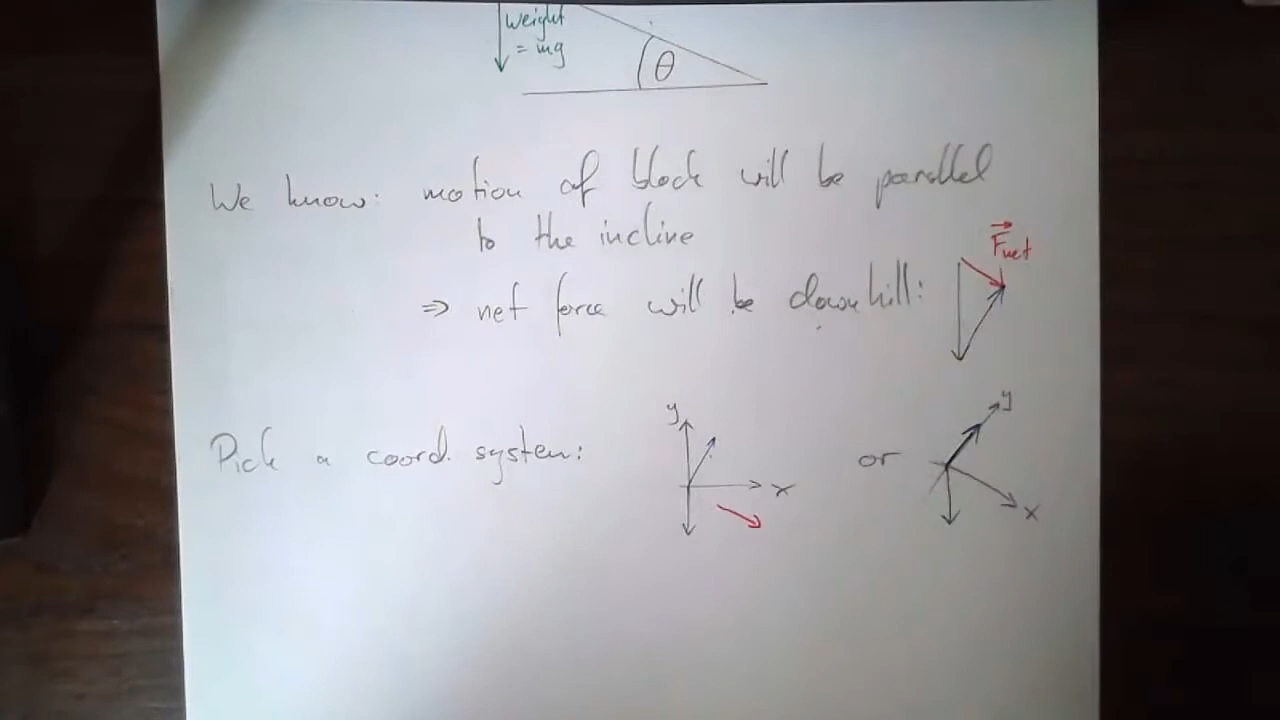 weight
= mg
θ
We know: motion of block will be parallel
to the incline
F⃗net
⇒ net force will be downhill:
y
y
Pick a coord. system:
or
x
x